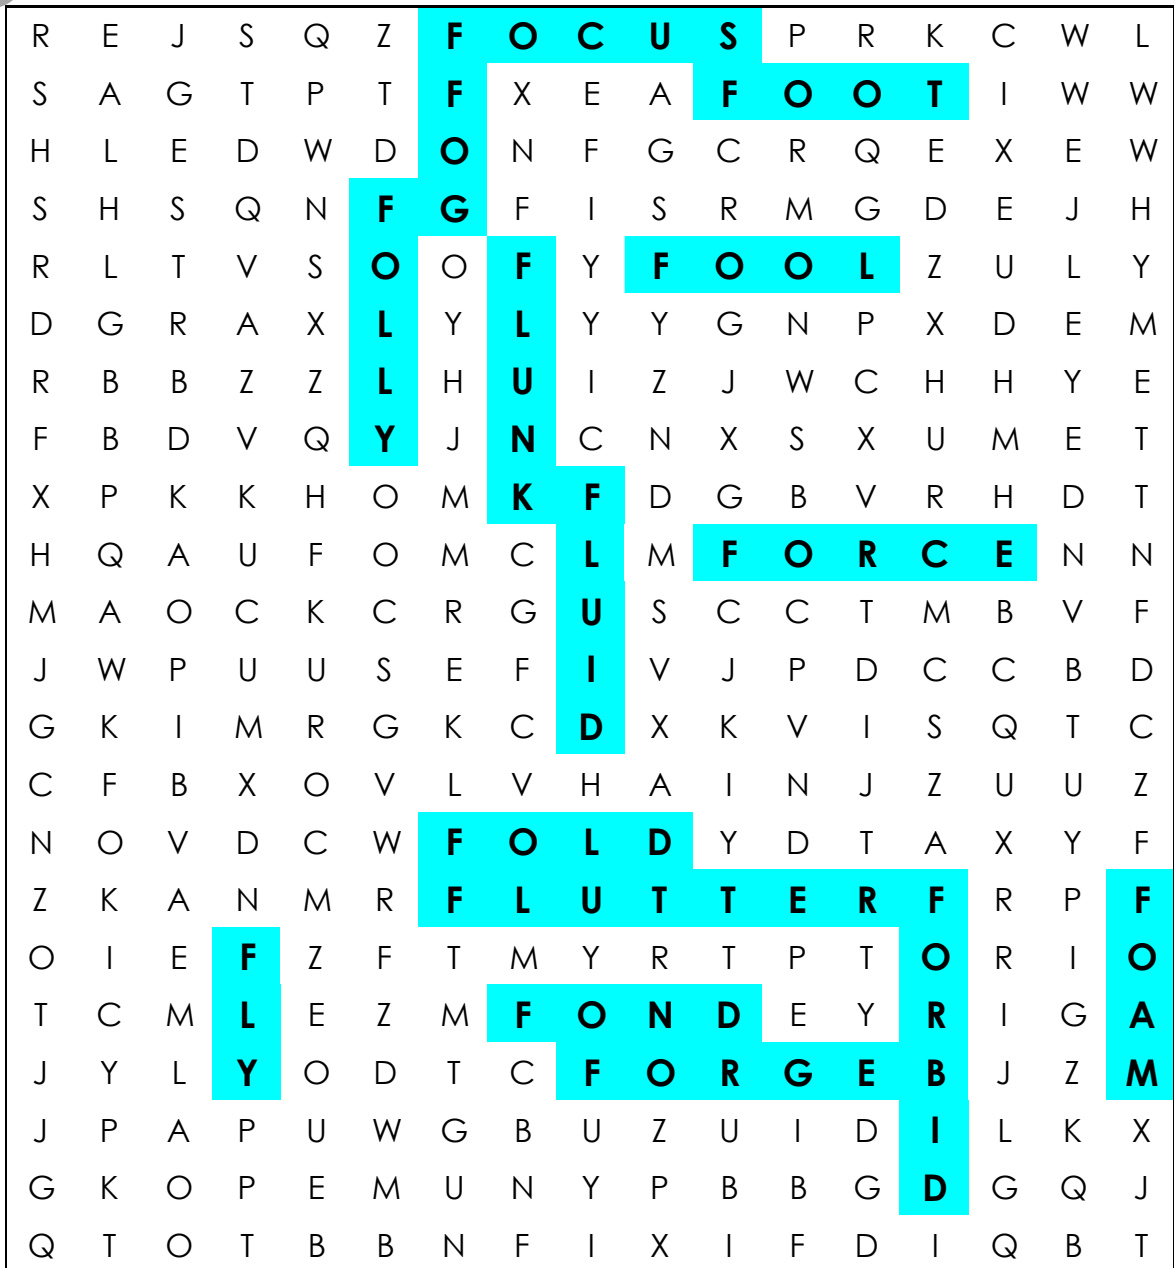 R E J S Q Z F O C U S P R K C W L
S A G T P T F X E A F O O T I W W
H L E D W D O N F G C R Q E X E W
S H S Q N F G F I S R M G D E J H
R L T V S O O F Y F O O L Z U L Y
D G R A X L Y L Y Y G N P X D E M
R B B Z Z L H U I Z J W C H H Y E
F B D V Q Y J N C N X S X U M E T
X P K K H O M K F D G B V R H D T
H Q A U F O M C L M F O R C E N N
M A O C K C R G U S C C T M B V F
J W P U U S E F I V J P D C C B D
G K I M R G K C D X K V I S Q T C
C F B X O V L V H A I N J Z U U Z
N O V D C W F O L D Y D T A X Y F
Z K A N M R F L U T T E R F R P F
O I E F Z F T M Y R T P T O R I O
T C M L E Z M F O N D E Y R I G A
J Y L Y O D T C F O R G E B J Z M
J P A P U W G B U Z U I D I L K X
G K O P E M U N Y P B B G D G Q J
Q T O T B B N F I X I F D I Q B T